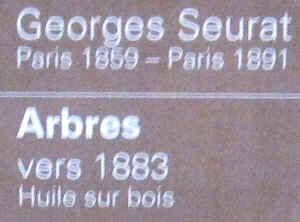 Georges Seurat
Paris 1859 – Paris 1891
Arbres
vers 1883
Huile sur bois